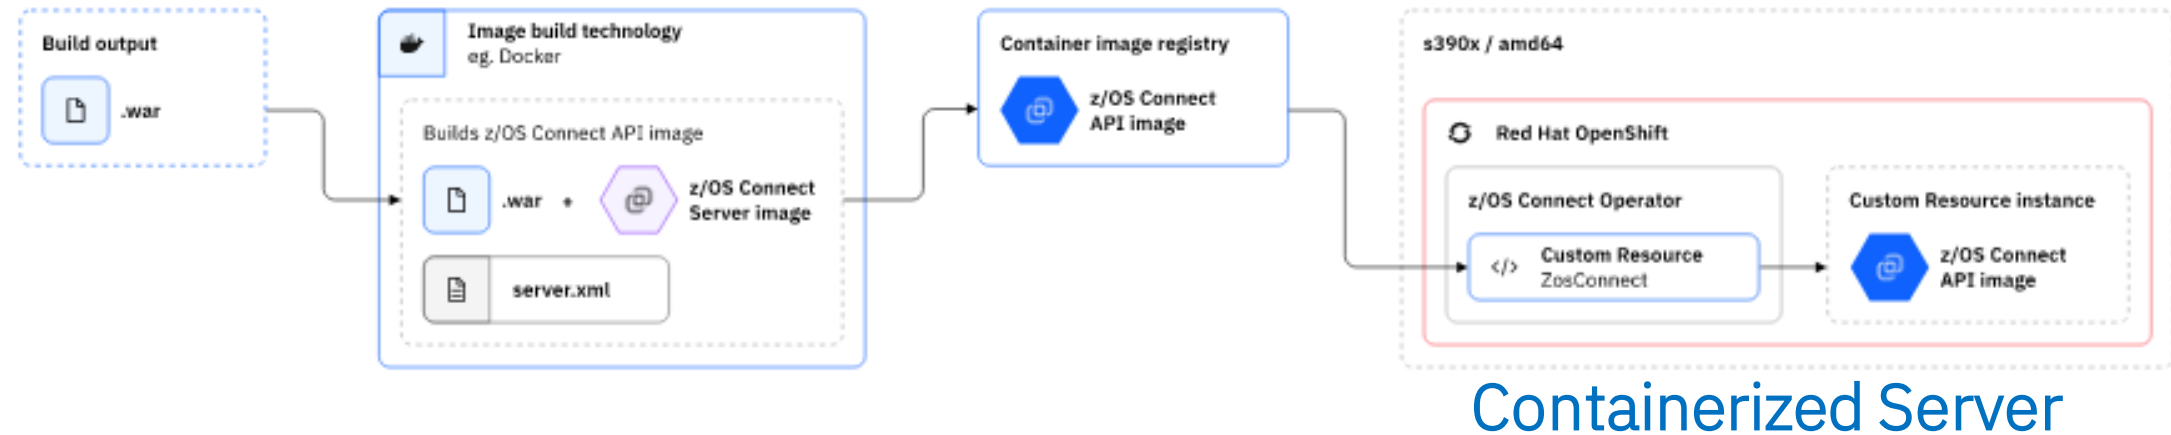 Build output
.war
Image build technology
eg. Docker
Builds z/OS Connect API image
.war +
z/OS Connect
Server image
server.xml
Container image registry
z/OS Connect
API image
s390x / amd64
Red Hat OpenShift
z/OS Connect Operator
</> Custom Resource
ZosConnect
Custom Resource instance
z/OS Connect
API image
Containerized Server